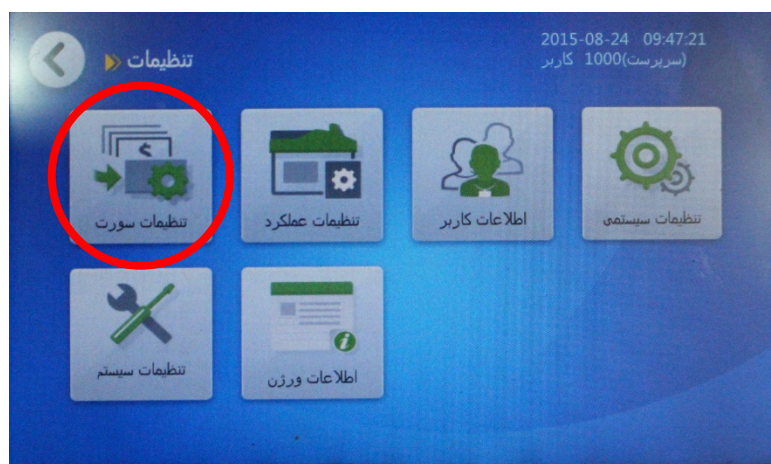 تنظیمات
2015-08-24 09:47:21
(سرپرست)1000 کاربر
تنظیمات سورت
تنظیمات عملکرد
اطلاعات کاربر
تنظیمات سیستمی
تنظیمات سیستم
اطلاعات ورژن